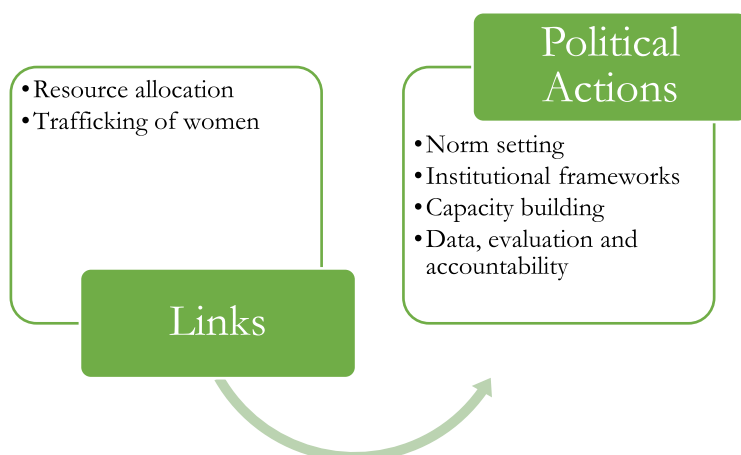 • Resource allocation
• Trafficking of women
Links
Political
Actions
• Norm setting
• Institutional frameworks
• Capacity building
• Data, evaluation and
accountability